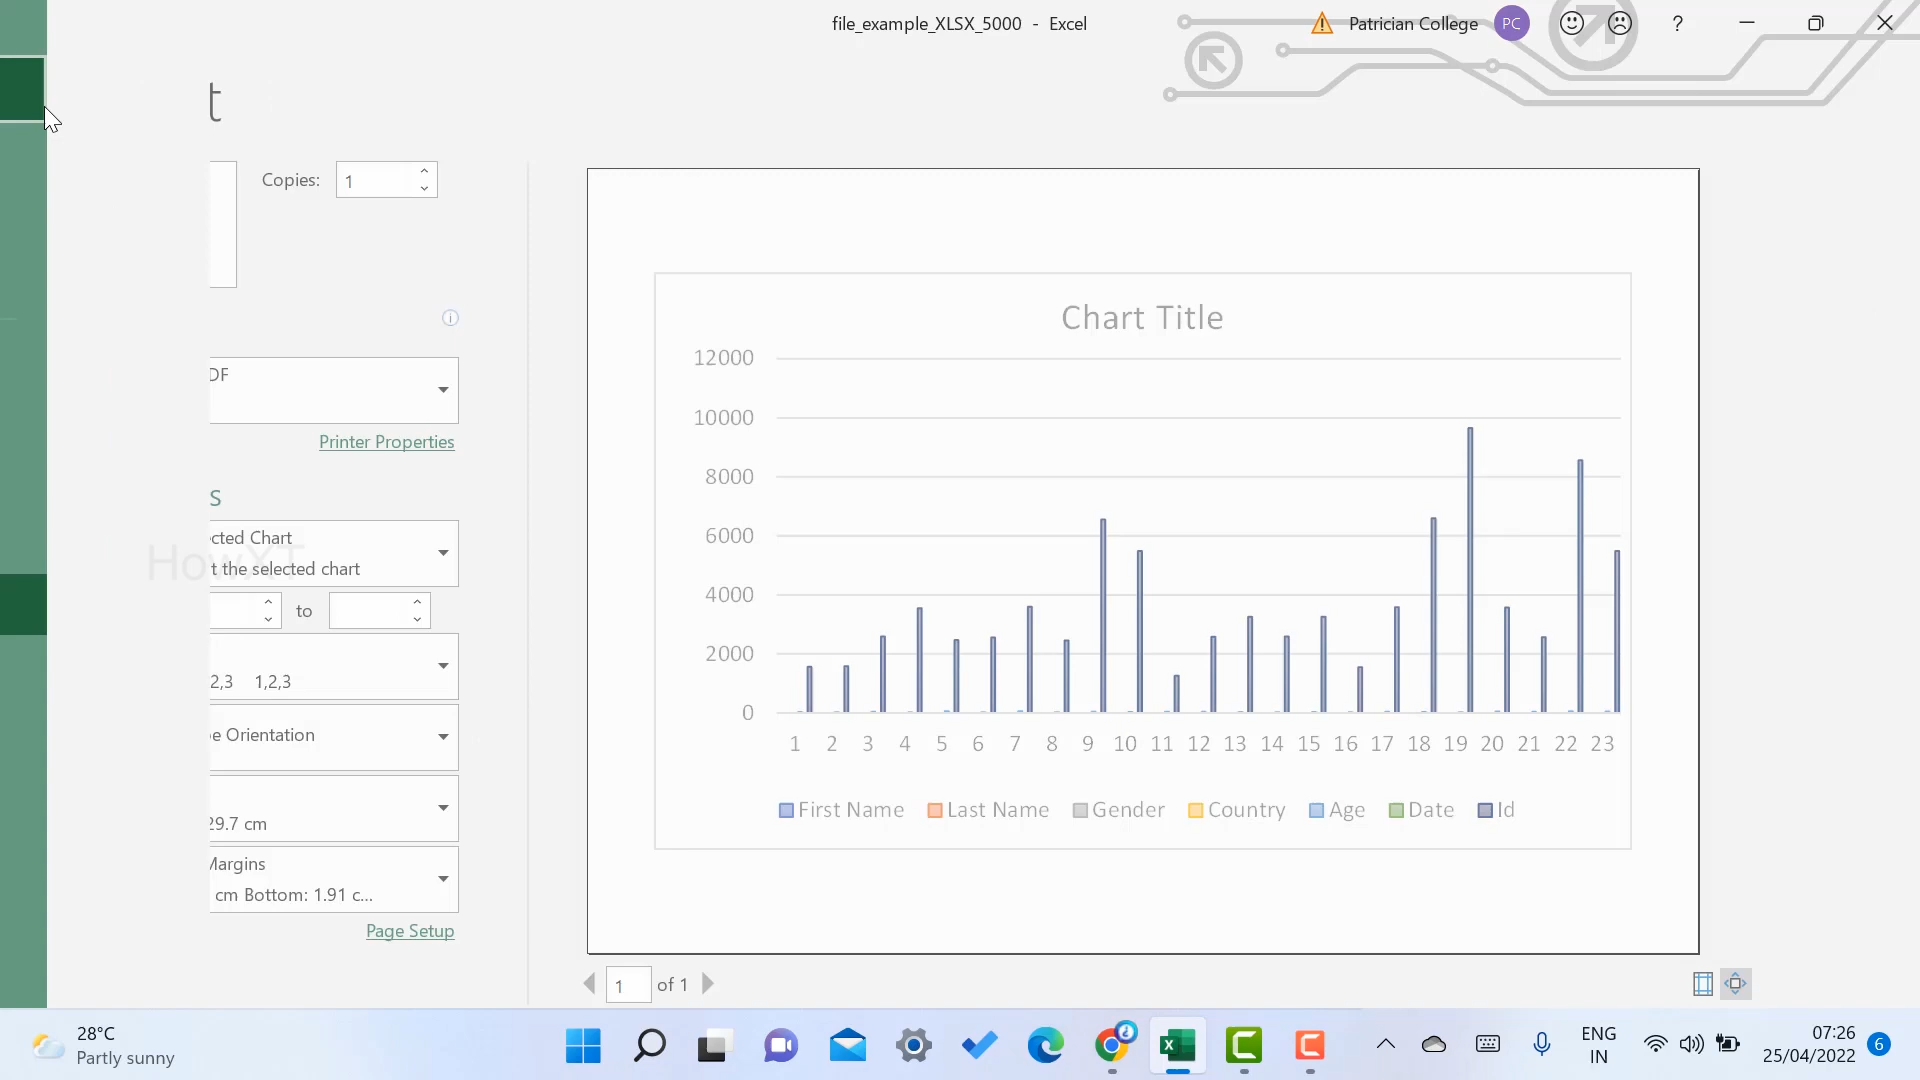 file_example_XLSX_5000 - Excel
Patrician College
PC
?
t
Copies:
1
DF
Printer Properties
s
cted Chart
t the selected chart
to
2,3 1,2,3
e Orientation
29.7 cm
Margins
cm Bottom: 1.91 c...
Page Setup
HowXT
Chart Title
12000
10000
8000
6000
4000
2000
0
1 2 3 4 5 6 7 8 9 10 11 12 13 14 15 16 17 18 19 20 21 22 23
First Name Last Name Gender Country Age Date Id
1 of 1
28°C
Partly sunny
ENG
IN
07:26
25/04/2022
6